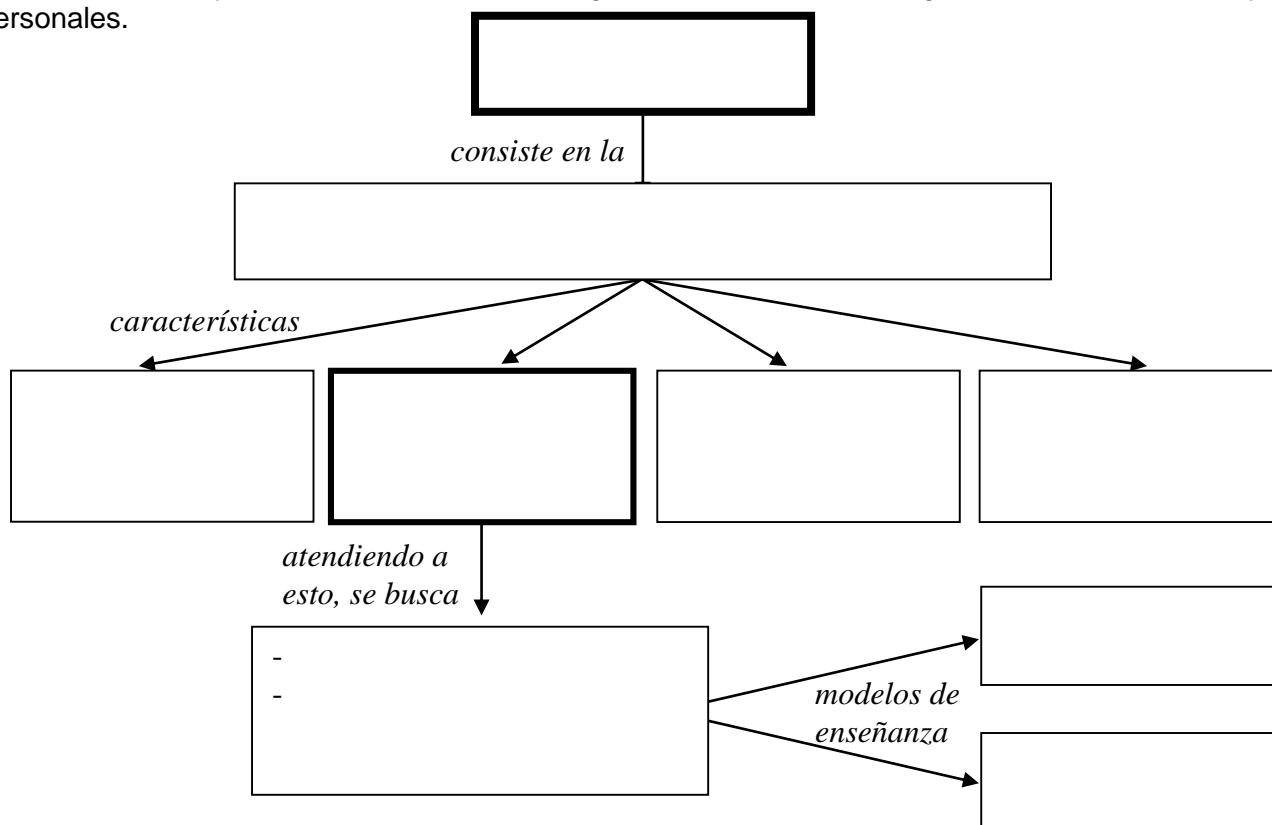 ersonales.
consiste en la
características
atendiendo a
esto, se busca
-
-
modelos de
enseñanza